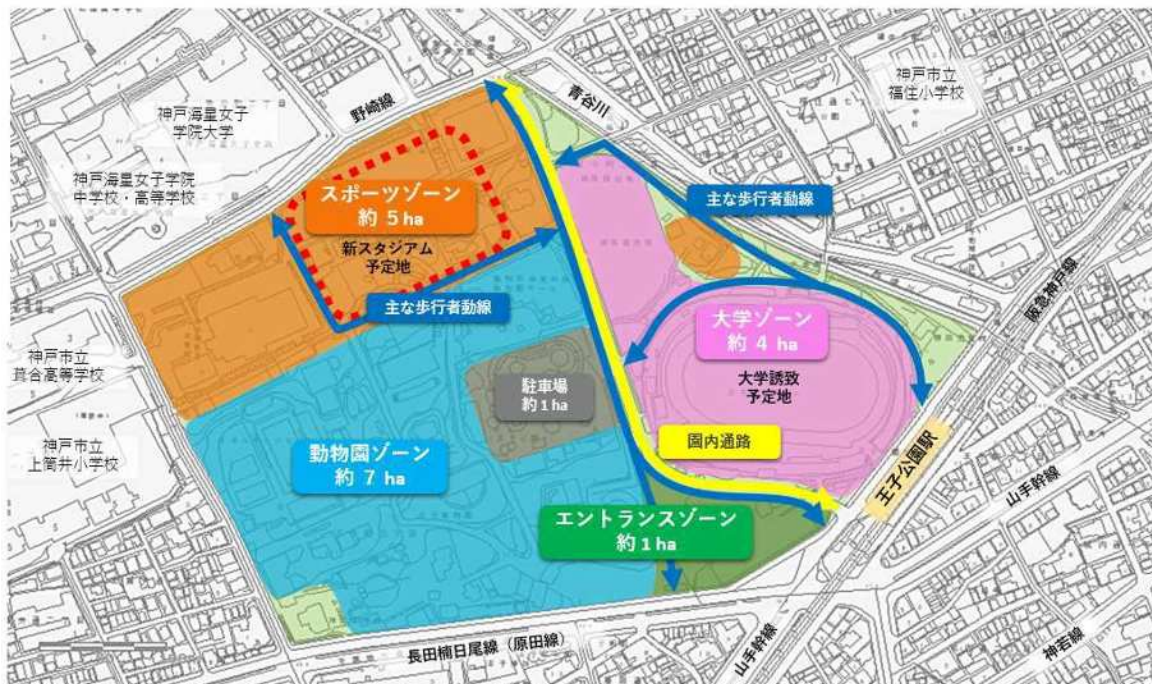 神戸市立
福住小学校
青谷川
野崎線
神戸海星女子
学院大学
神戸海星女子学院
中学校・高等学校
スポーツゾーン
約 5 ha
新スタジアム
予定地
主な歩行者動線
主な歩行者動線
阪急神戸線
大学ゾーン
約 4 ha
大学誘致
予定地
神戸市立
葺合高等学校
駐車場
約1ha
神戸市立
上筒井小学校
動物園ゾーン
約 7 ha
園内通路
王子公園駅
山手幹線
エントランスゾーン
約1ha
長田楠日尾線（原田線）
山手幹線
神若線